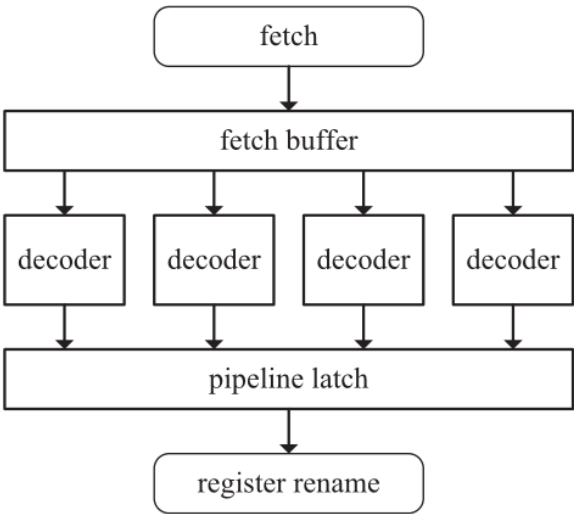 fetch
fetch buffer
decoder decoder decoder decoder
pipeline latch
register rename